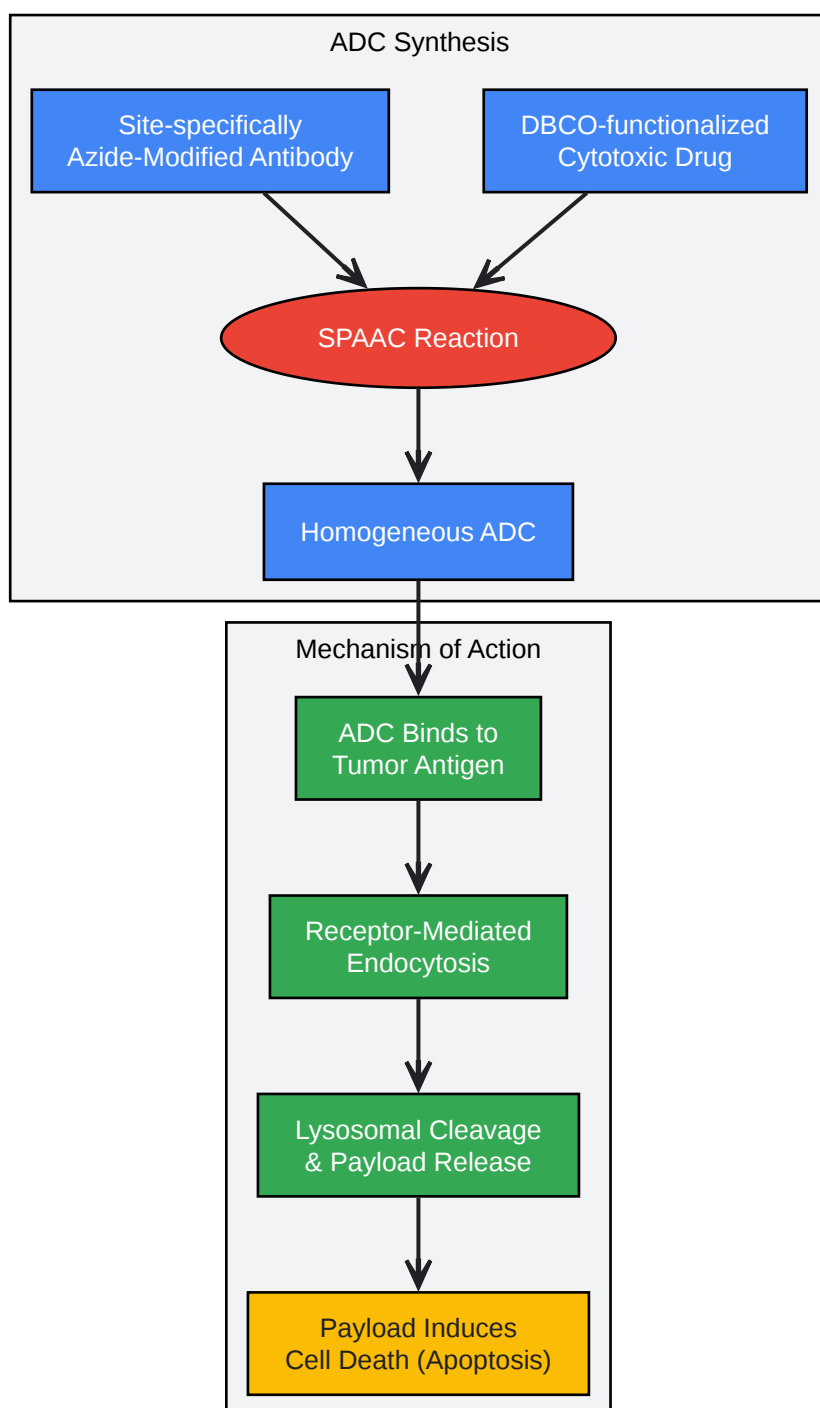 ADC Synthesis
Site-specifically
Azide-Modified Antibody
DBCO-functionalized
Cytotoxic Drug
SPAAC Reaction
Homogeneous ADC
Mechanism of Action
ADC Binds to
Tumor Antigen
Receptor-Mediated
Endocytosis
Lysosomal Cleavage
& Payload Release
Payload Induces
Cell Death (Apoptosis)